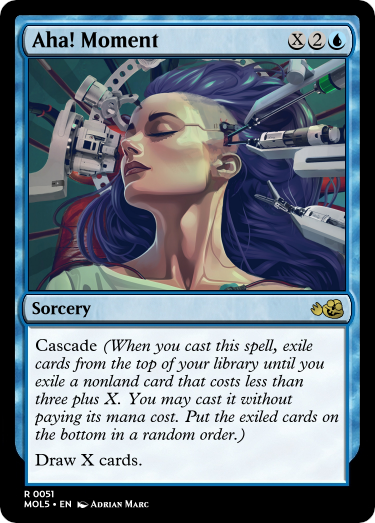 Aha! Moment X 2
Sorcery
Cascade (When you cast this spell, exile
cards from the top of your library until you
exile a nonland card that costs less than
three plus X. You may cast it without
paying its mana cost. Put the exiled cards on
the bottom in a random order.)
Draw X cards.
R 0051
MOL5 • EN Adrian Marc